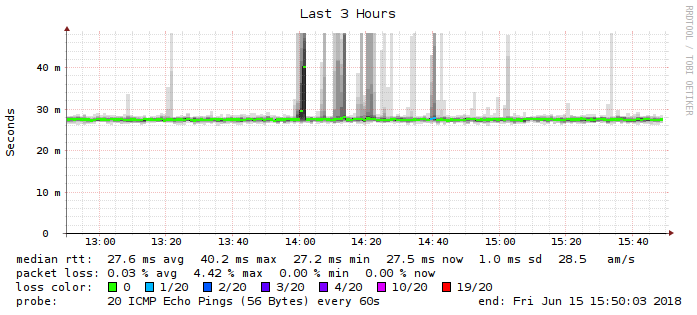 Last 3 Hours
RRDTOOL / TOBI OETIKER
Seconds
40 m
30 m
20 m
10 m
0
13:00 13:20 13:40 14:00 14:20 14:40 15:00 15:20 15:40
median rtt: 27.6 ms avg 40.2 ms max 27.2 ms min 27.5 ms now 1.0 ms sd 28.5 am/s
packet loss: 0.03 % avg 4.42 % max 0.00 % min 0.00 % now
loss color: 0 1/20 2/20 3/20 4/20 10/20 19/20
probe: 20 ICMP Echo Pings (56 Bytes) every 60s end: Fri Jun 15 15:50:03 2018